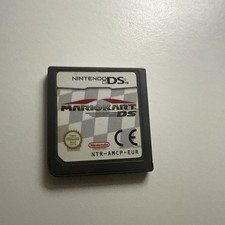 NINTENDO DS
MARIOKART
DS
CE
NTR-AMCP-EUR